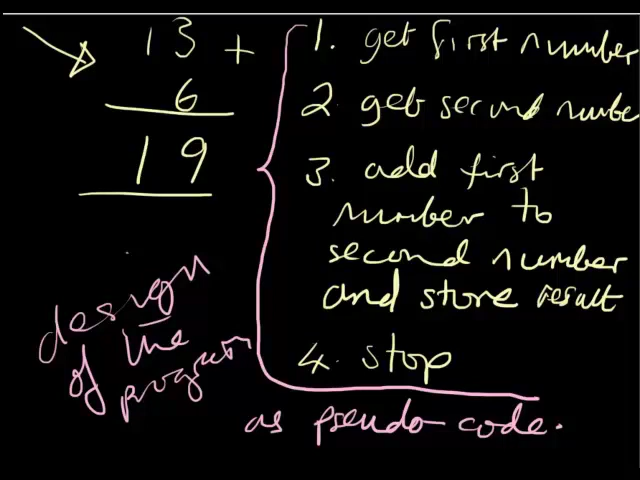 13 +
6
19
1. get first number
2. get second numbe
3. add first
number to
second number
and store result
4. stop
design
of the
program
as pseudo-code.